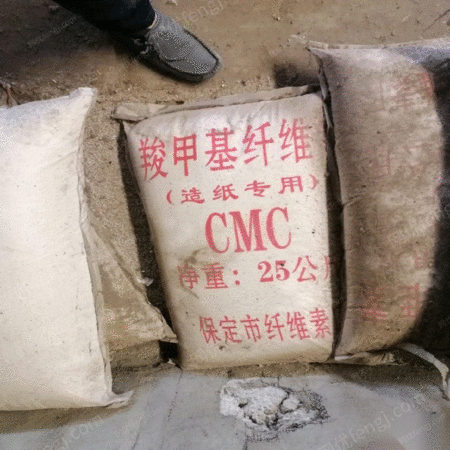 羧甲基纤维
(造纸专用)
CMC
净重：25公斤
保定市纤维素